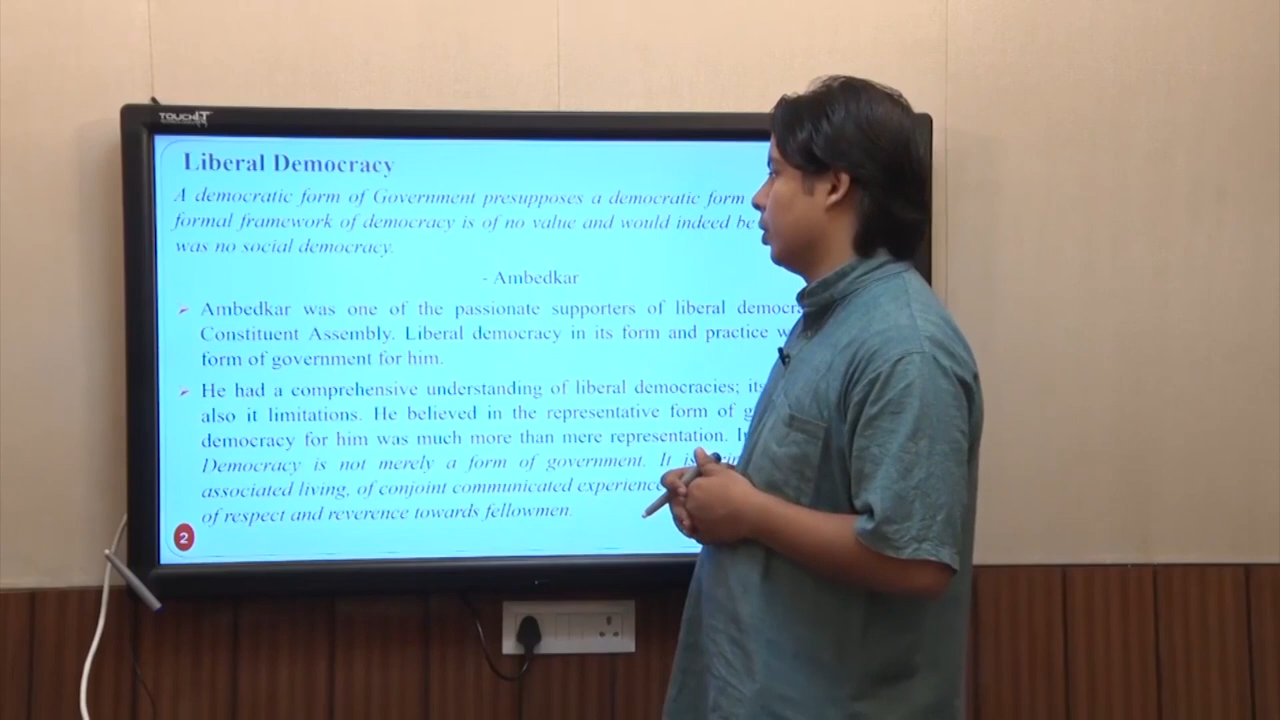 TOUCHIT
Liberal Democracy
A democratic form of Government presupposes a democratic form
formal framework of democracy is of no value and would indeed be
was no social democracy.
- Ambedkar
Ambedkar was one of the passionate supporters of liberal democra
Constituent Assembly. Liberal democracy in its form and practice w
form of government for him.
He had a comprehensive understanding of liberal democracies; its
also it limitations. He believed in the representative form of g
democracy for him was much more than mere representation. I
Democracy is not merely a form of government. It is prin
associated living, of conjoint communicated experience
of respect and reverence towards fellowmen.
2